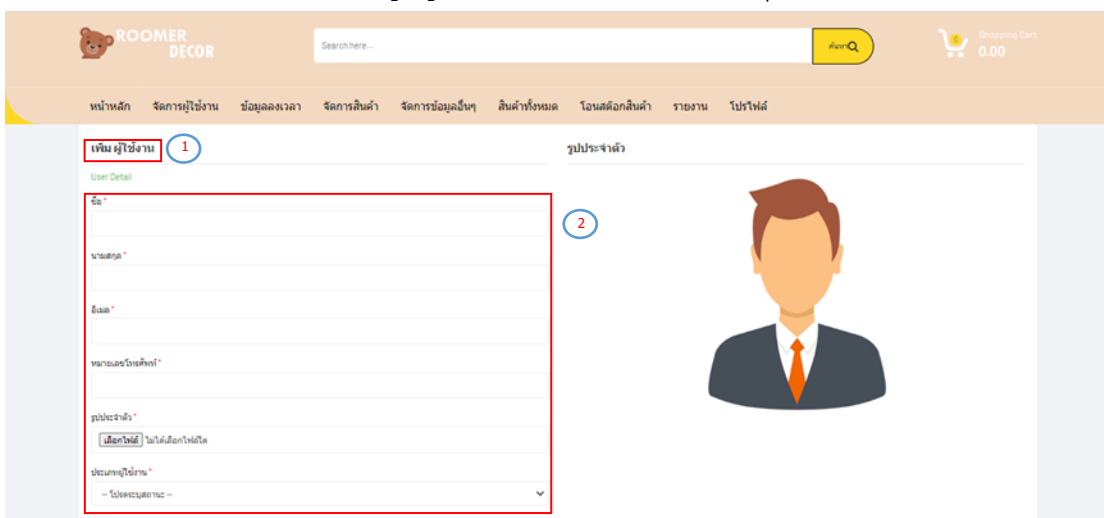 ROOMER
DECOR
Search here...
ค้นหา
Shopping Cart
0.00
หน้าหลัก จัดการผู้ใช้งาน ข้อมูลลงเวลา จัดการสินค้า จัดการข้อมูลอื่นๆ สินค้าทั้งหมด โอนสต๊อกสินค้า รายงาน โปรไฟล์
เพิ่ม ผู้ใช้งาน 1
รูปประจำตัว
User Detail
ชื่อ *
2
นามสกุล *
อีเมล *
หมายเลขโทรศัพท์ *
รูปประจำตัว *
เลือกไฟล์ ไม่ได้เลือกไฟล์ใด
ประเภทผู้ใช้งาน *
-- โปรดระบุสถานะ --